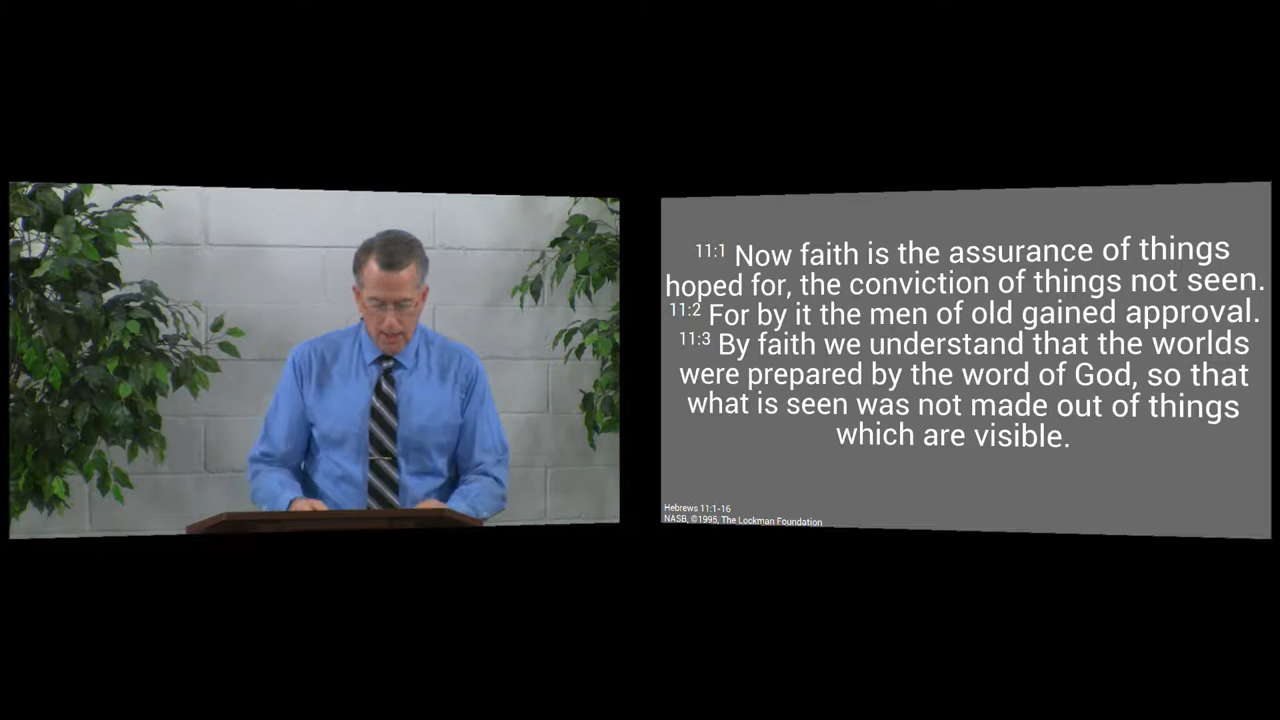 11:1 Now faith is the assurance of things
hoped for, the conviction of things not seen.
11:2 For by it the men of old gained approval.
11:3 By faith we understand that the worlds
were prepared by the word of God, so that
what is seen was not made out of things
which are visible.
Hebrews 11:1-16
NASB, ©1995, The Lockman Foundation